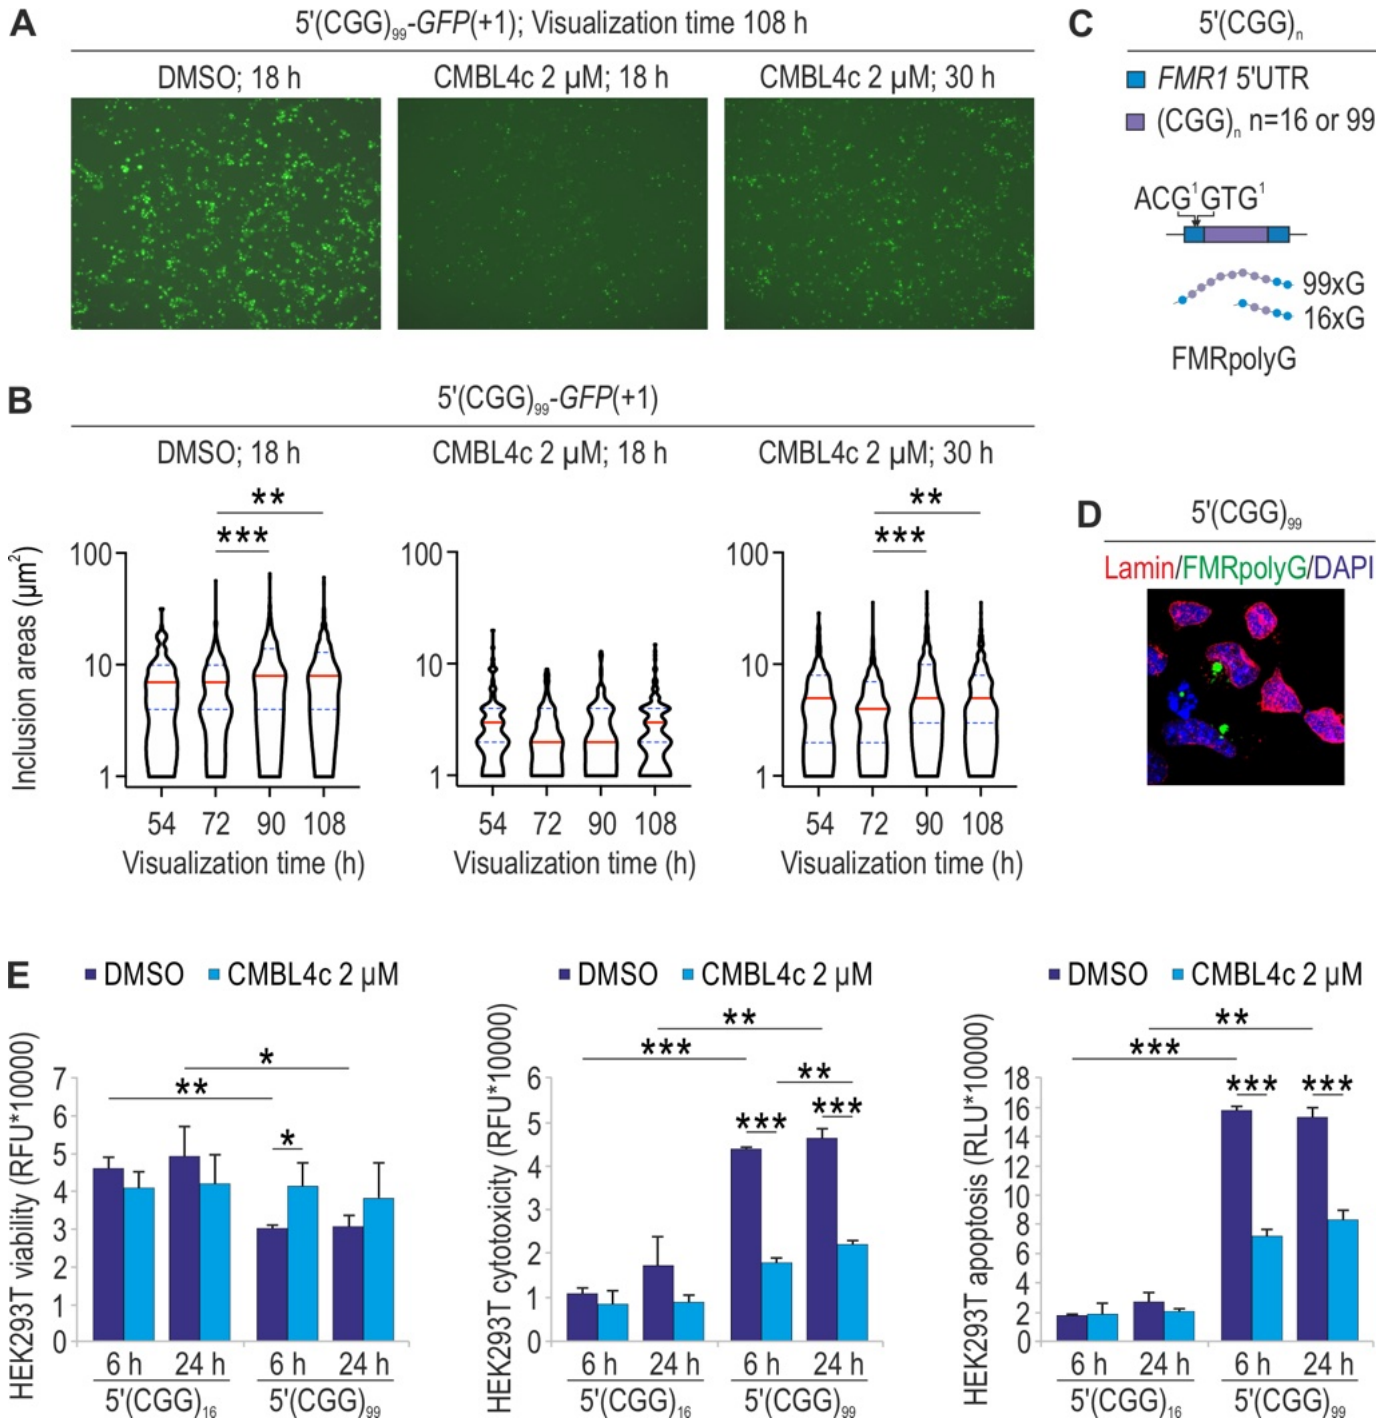 A
5'(CGG)₉₉-GFP(+1); Visualization time 108 h
DMSO; 18 h
CMBL4c 2 µM; 18 h
CMBL4c 2 µM; 30 h
C
5'(CGG)ₙ
FMR1 5'UTR
(CGG)ₙ n=16 or 99
ACG¹GTG¹
99xG
16xG
FMRpolyG
B
5'(CGG)₉₉-GFP(+1)
DMSO; 18 h
CMBL4c 2 µM; 18 h
CMBL4c 2 µM; 30 h
Inclusion areas (µm²)
**
***
100
10
1
54 72 90 108
Visualization time (h)
100
10
1
54 72 90 108
Visualization time (h)
**
***
100
10
1
54 72 90 108
Visualization time (h)
D
5'(CGG)₉₉
Lamin/FMRpolyG/DAPI
E
DMSO CMBL4c 2 µM
HEK293T viability (RFU*10000)
*
**
*
7
6
5
4
3
2
1
0
6 h 24 h 6 h 24 h
5'(CGG)₁₆ 5'(CGG)₉₉
DMSO CMBL4c 2 µM
HEK293T cytotoxicity (RFU*10000)
**
***
**
***
***
6
5
4
3
2
1
0
6 h 24 h 6 h 24 h
5'(CGG)₁₆ 5'(CGG)₉₉
DMSO CMBL4c 2 µM
HEK293T apoptosis (RLU*10000)
**
***
***
***
18
16
14
12
10
8
6
4
2
0
6 h 24 h 6 h 24 h
5'(CGG)₁₆ 5'(CGG)₉₉